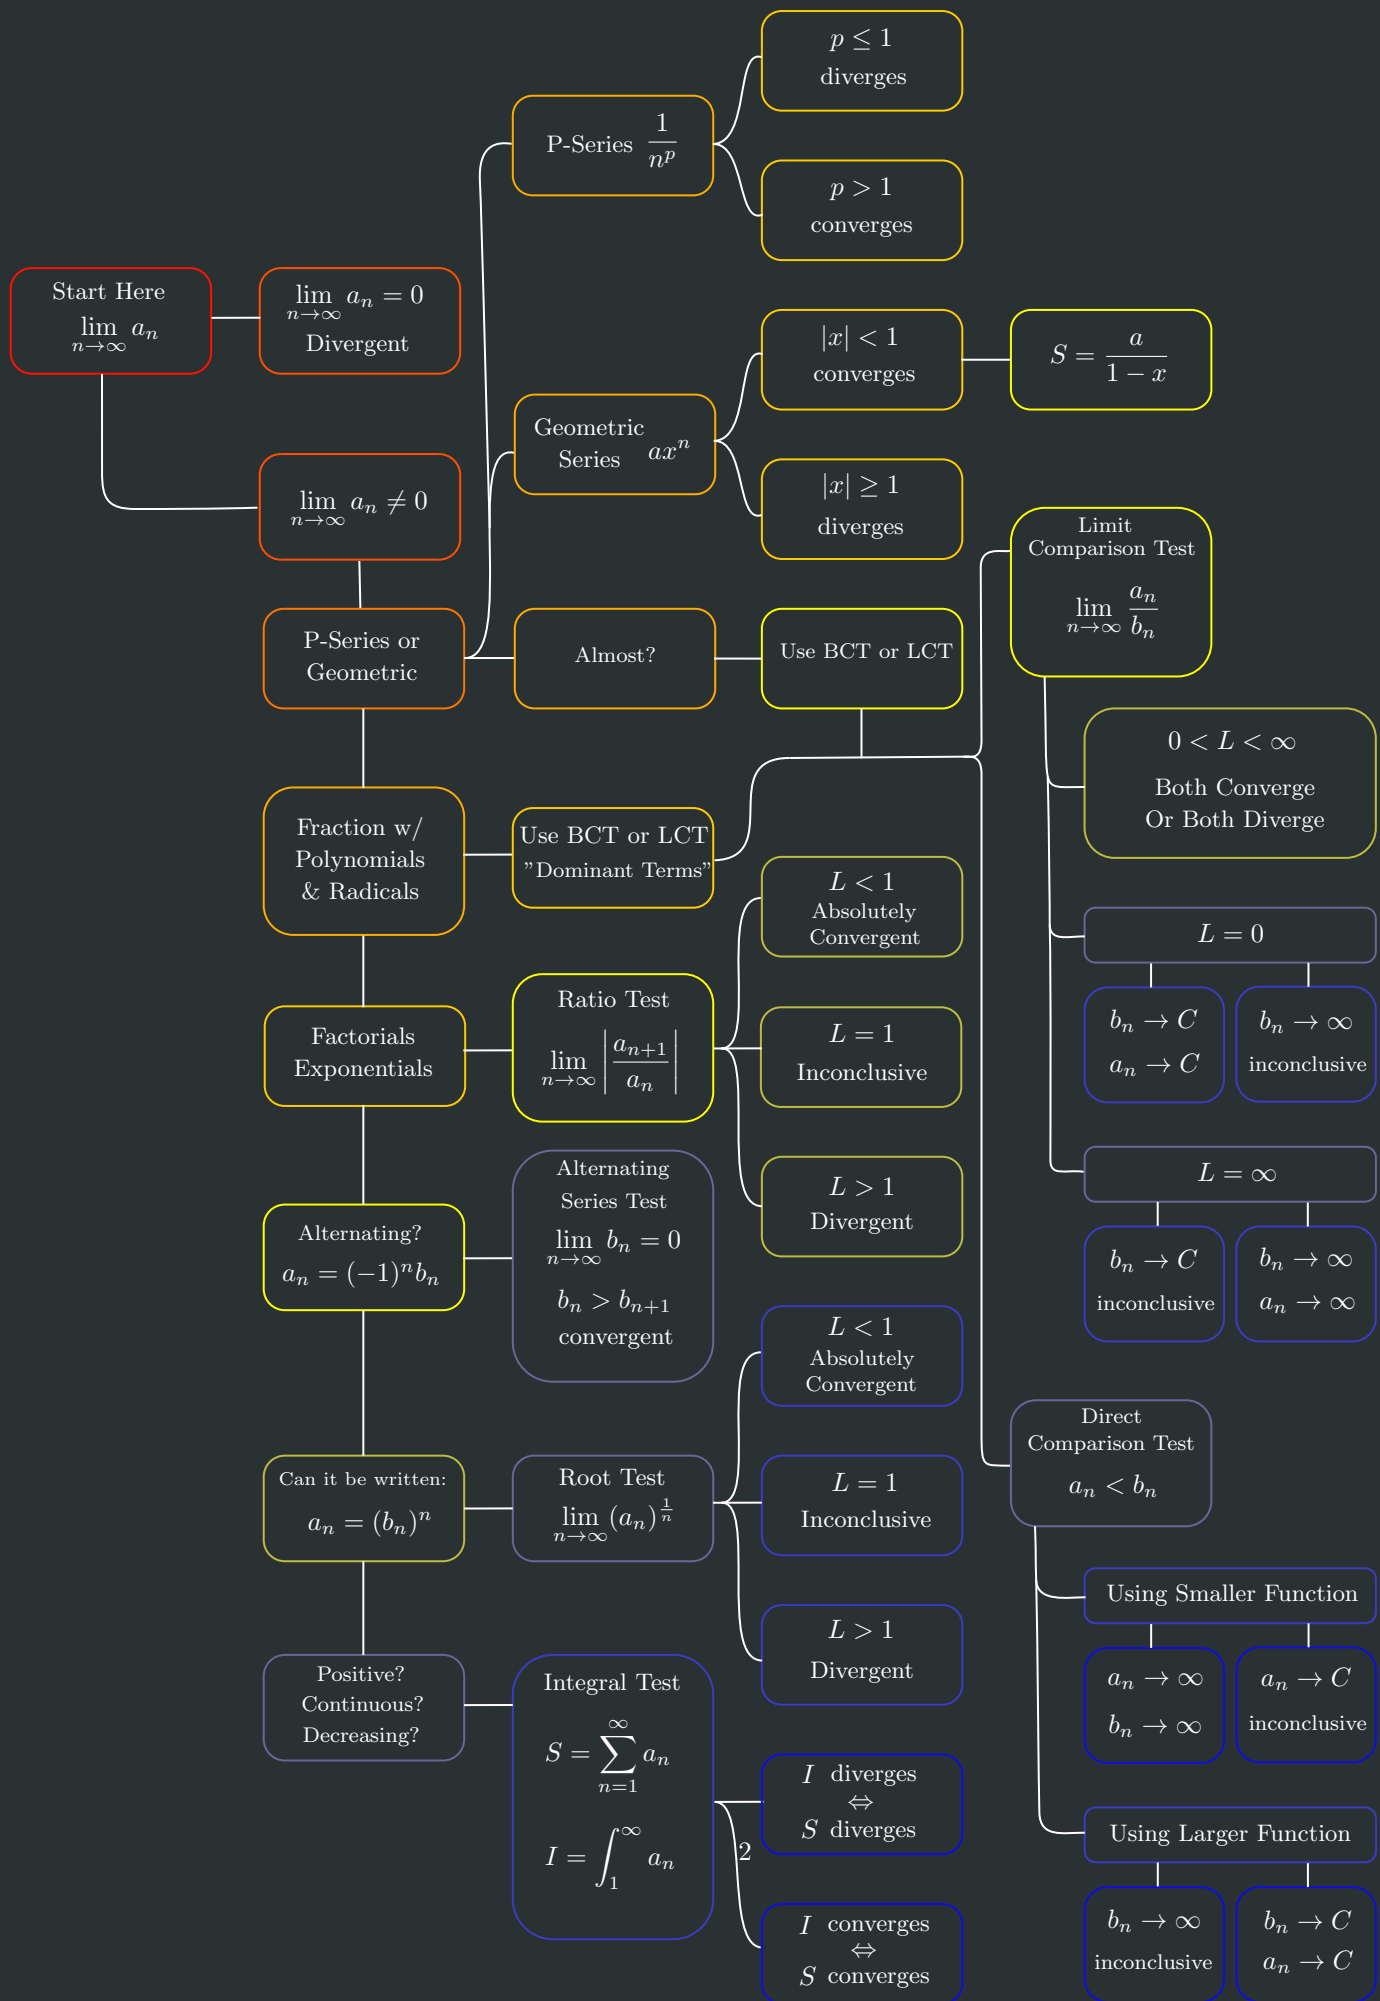 Start Here
lim_{n→∞} a_n
lim_{n→∞} a_n = 0
Divergent
lim_{n→∞} a_n ≠ 0
P-Series or
Geometric
P-Series 1/n^p
p ≤ 1
diverges
p > 1
converges
Geometric
Series ax^n
|x| < 1
converges
S = a/(1 − x)
|x| ≥ 1
diverges
Almost?
Use BCT or LCT
Fraction w/
Polynomials
& Radicals
Use BCT or LCT
”Dominant Terms”
Limit
Comparison Test
lim_{n→∞} a_n/b_n
0 < L < ∞
Both Converge
Or Both Diverge
L = 0
b_n → C
a_n → C
b_n → ∞
inconclusive
L = ∞
b_n → C
inconclusive
b_n → ∞
a_n → ∞
Direct
Comparison Test
a_n < b_n
Using Smaller Function
a_n → ∞
b_n → ∞
a_n → C
inconclusive
Using Larger Function
b_n → ∞
inconclusive
b_n → C
a_n → C
Factorials
Exponentials
Ratio Test
lim_{n→∞} |a_{n+1}/a_n|
L < 1
Absolutely
Convergent
L = 1
Inconclusive
L > 1
Divergent
Alternating?
a_n = (−1)^n b_n
Alternating
Series Test
lim_{n→∞} b_n = 0
b_n > b_{n+1}
convergent
Can it be written:
a_n = (b_n)^n
Root Test
lim_{n→∞} (a_n)^{1/n}
L < 1
Absolutely
Convergent
L = 1
Inconclusive
L > 1
Divergent
Positive?
Continuous?
Decreasing?
Integral Test
S = ∑_{n=1}^{∞} a_n
I = ∫_1^∞ a_n
I diverges
⇔
S diverges
2
I converges
⇔
S converges